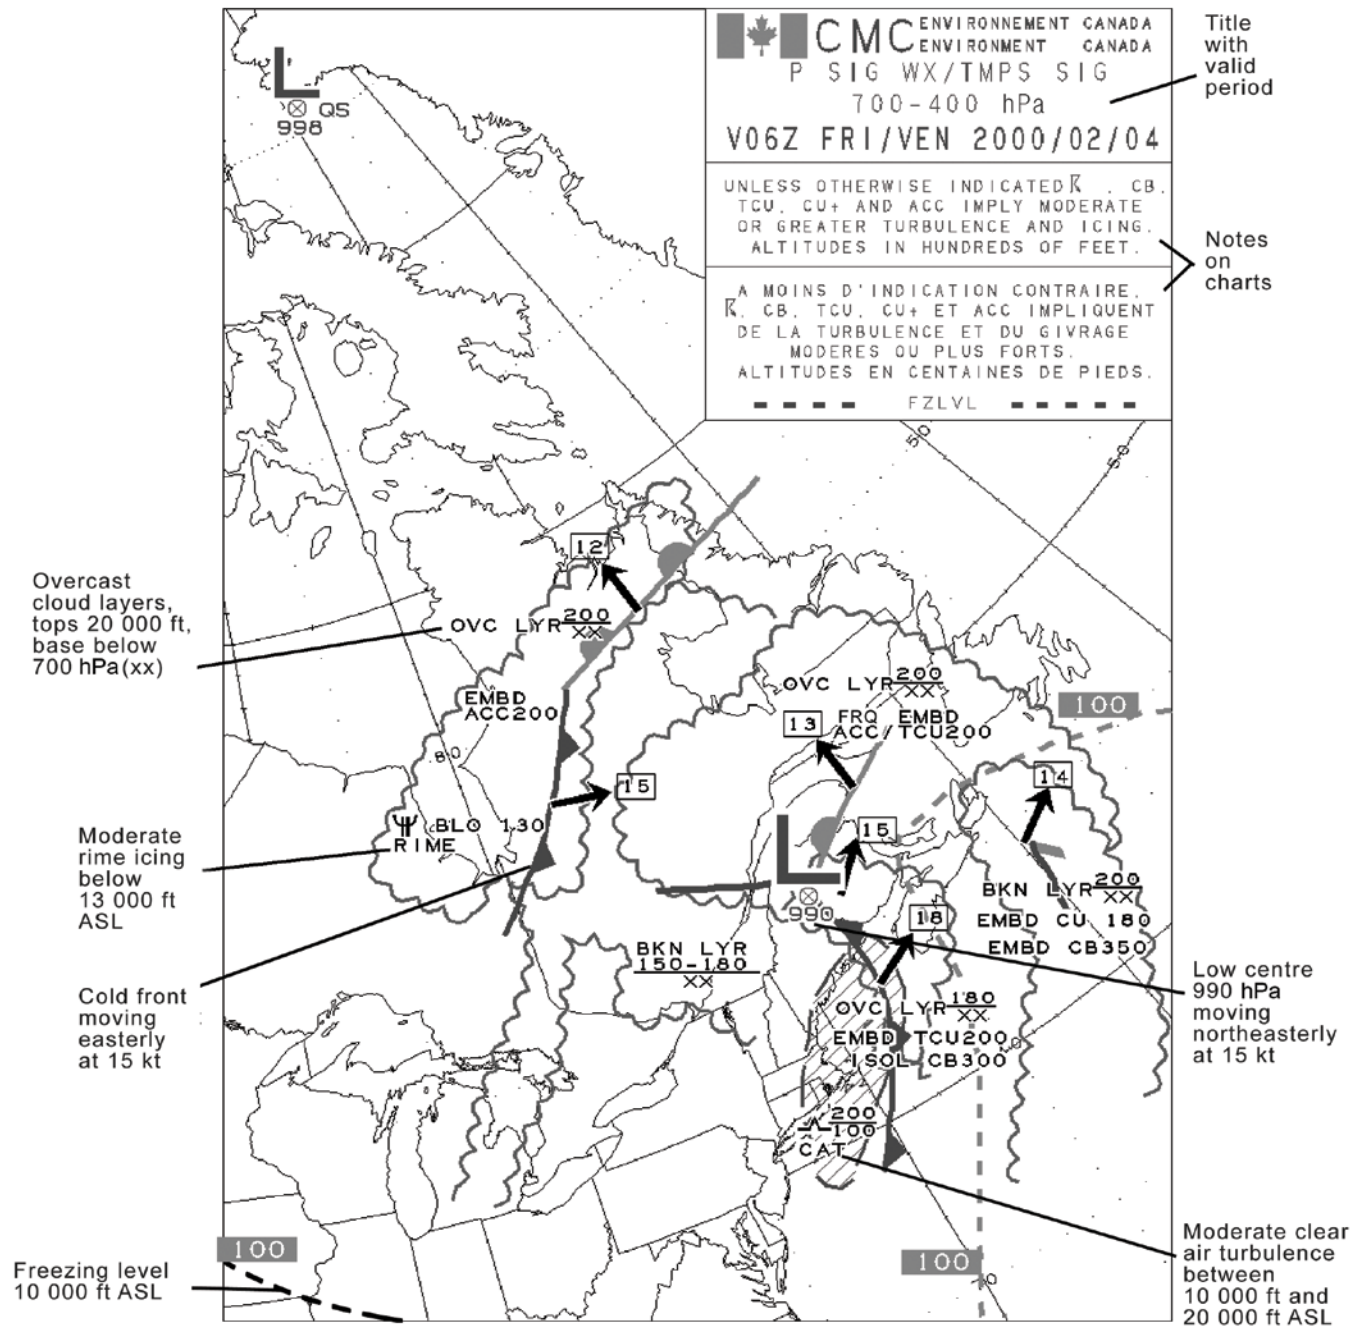 CMC ENVIRONNEMENT CANADA
ENVIRONMENT CANADA
P SIG WX/TMPS SIG
700-400 hPa
V06Z FRI/VEN 2000/02/04
UNLESS OTHERWISE INDICATED , CB,
TCU, CU+ AND ACC IMPLY MODERATE
OR GREATER TURBULENCE AND ICING.
ALTITUDES IN HUNDREDS OF FEET.
A MOINS D'INDICATION CONTRAIRE,
, CB, TCU, CU+ ET ACC IMPLIQUENT
DE LA TURBULENCE ET DU GIVRAGE
MODERES OU PLUS FORTS.
ALTITUDES EN CENTAINES DE PIEDS.
FZLVL
Title
with
valid
period
Notes
on
charts
L
QS
998
50
50
12
Overcast
cloud layers,
tops 20 000 ft,
base below
700 hPa(xx)
OVC LYR 200
XX
EMBD
ACC200
80
15
OVC LYR 200
XX
13
FRQ EMBD
ACC/TCU200
100
14
15
BLO 130
RIME
Moderate
rime icing
below
13 000 ft
ASL
L
990
18
BKN LYR 200
XX
EMBD CU 180
EMBD CB350
BKN LYR
150-180
XX
Cold front
moving
easterly
at 15 kt
Low centre
990 hPa
moving
northeasterly
at 15 kt
OVC LYR 180
XX
EMBD TCU200
ISOL CB300
200
100
CAT
Moderate clear
air turbulence
between
10 000 ft and
20 000 ft ASL
100
100
Freezing level
10 000 ft ASL